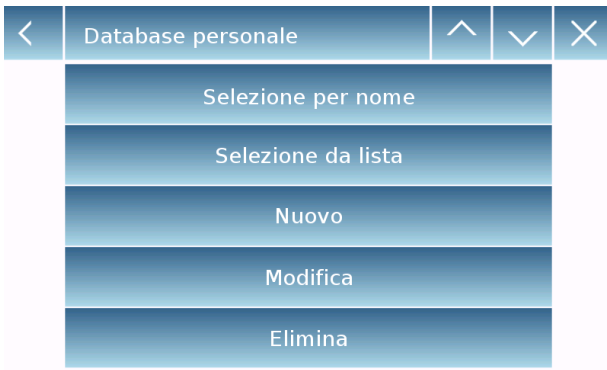 Database personale
Selezione per nome
Selezione da lista
Nuovo
Modifica
Elimina